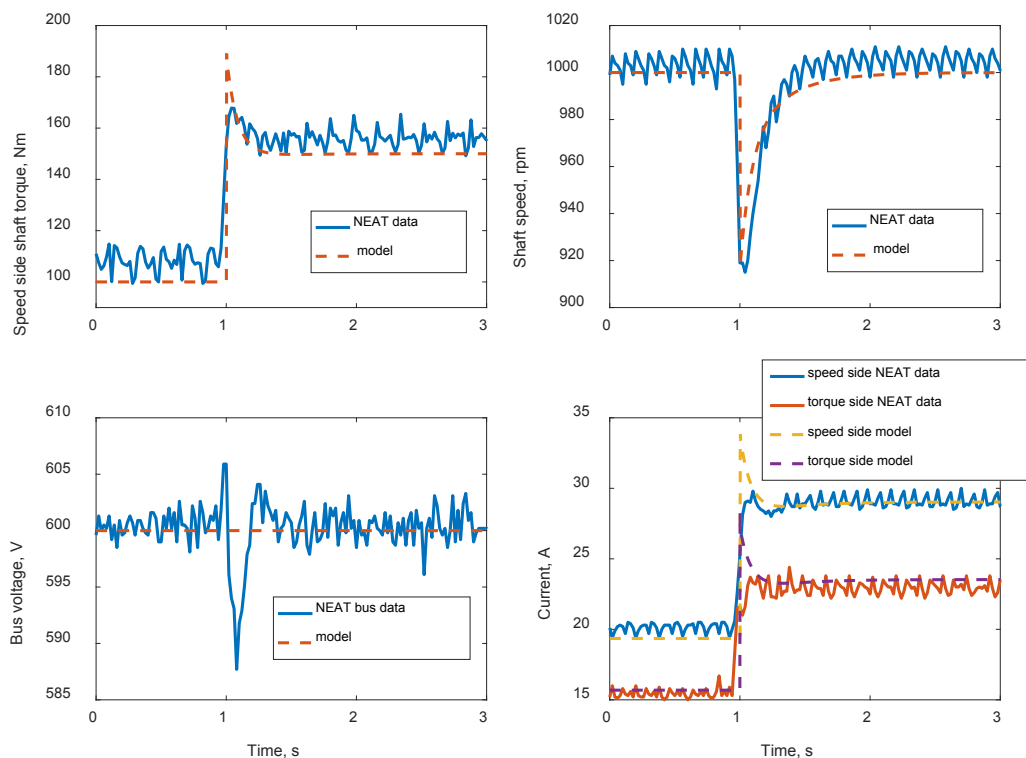 Speed side shaft torque, Nm
200
180
160
140
120
100
80
0
1
2
3
NEAT data
model
Shaft speed, rpm
1020
1000
980
960
940
920
900
0
1
2
3
NEAT data
model
Bus voltage, V
610
605
600
595
590
585
0
1
2
3
Time, s
NEAT bus data
model
speed side NEAT data
torque side NEAT data
speed side model
torque side model
Current, A
35
30
25
20
15
0
1
2
3
Time, s